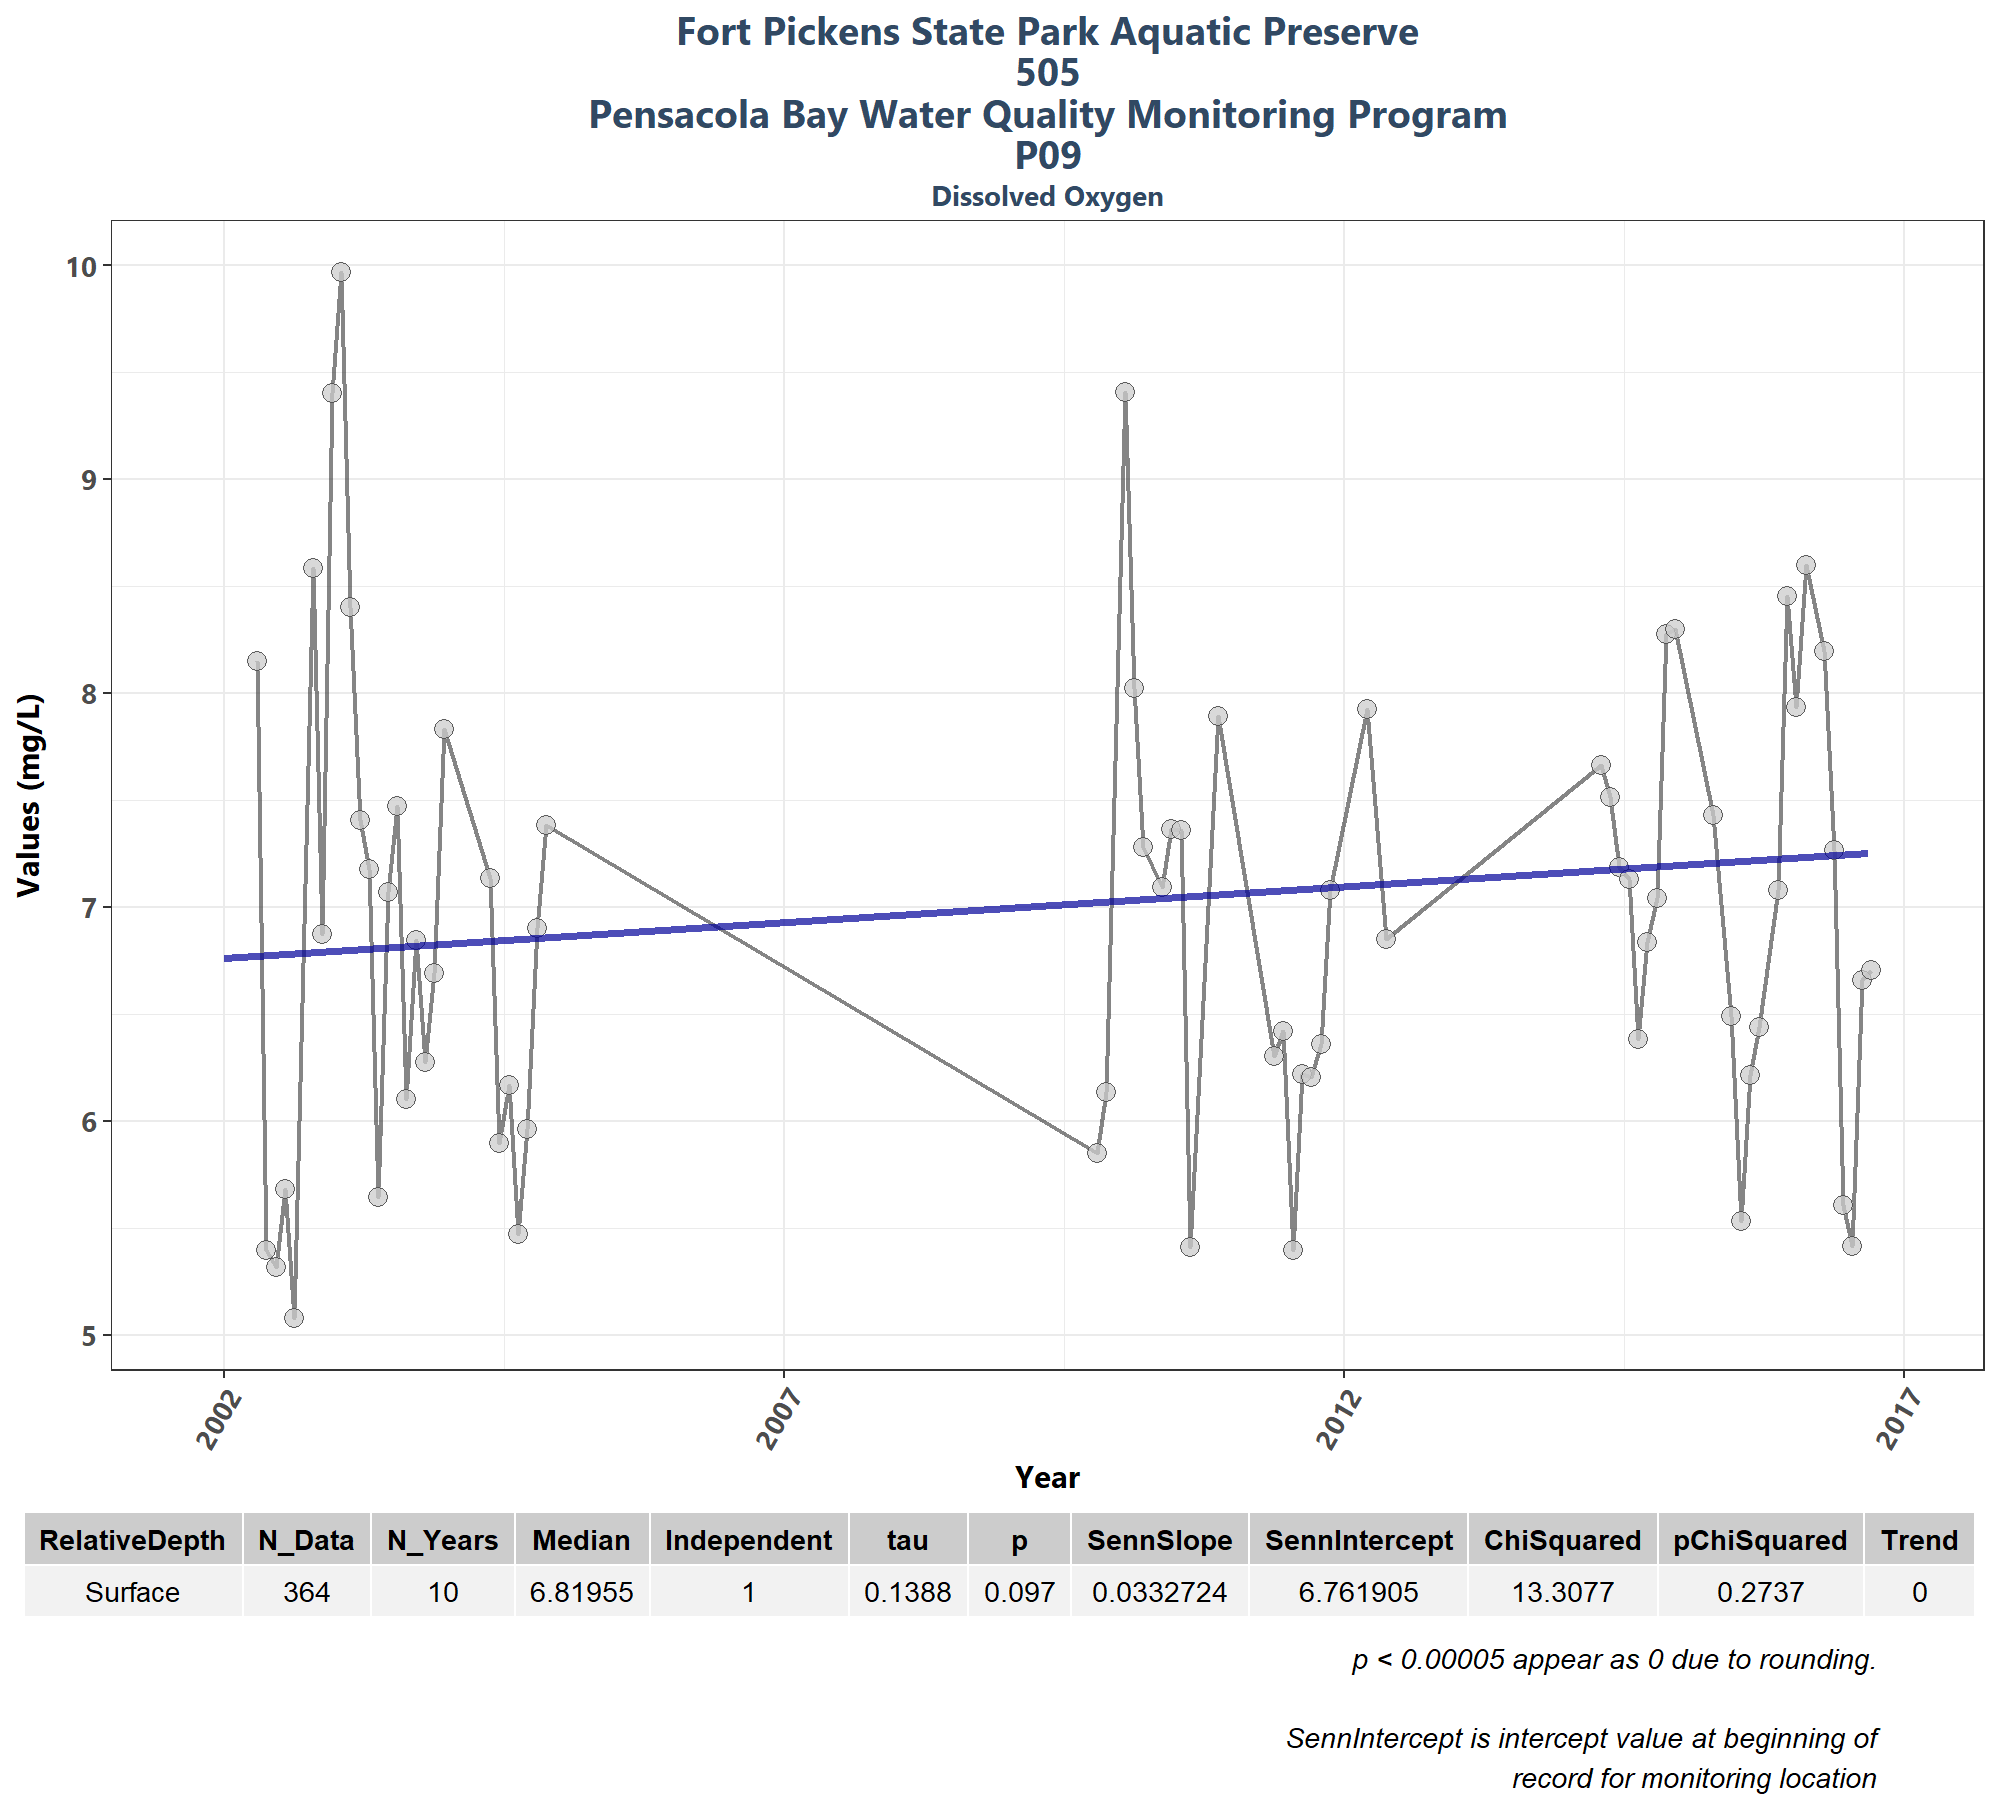 Fort Pickens State Park Aquatic Preserve
505
Pensacola Bay Water Quality Monitoring Program
P09
Dissolved Oxygen
10
9
8
7
6
5
Values (mg/L)
2002 2007 2012 2017
Year
RelativeDepth N_Data N_Years Median Independent tau p SennSlope SennIntercept ChiSquared pChiSquared Trend
Surface 364 10 6.81955 1 0.1388 0.097 0.0332724 6.761905 13.3077 0.2737 0
p < 0.00005 appear as 0 due to rounding.
SennIntercept is intercept value at beginning of
record for monitoring location